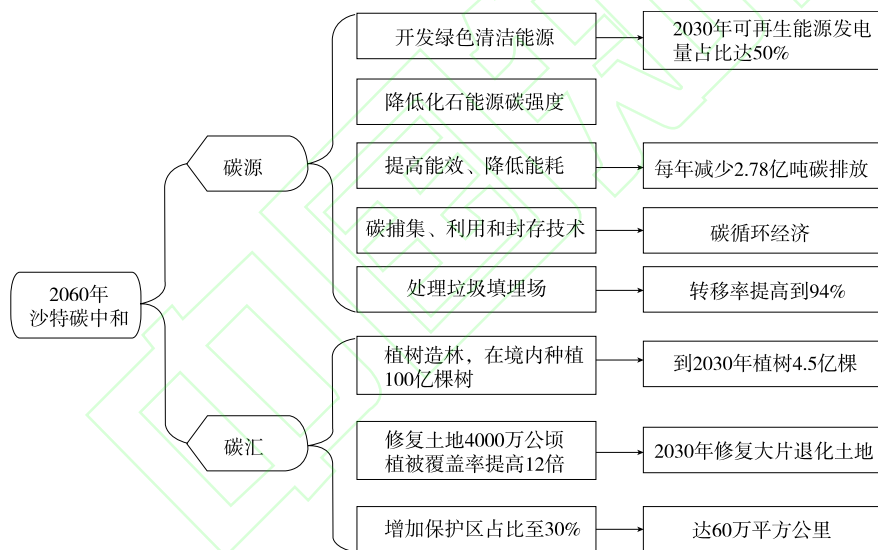 2060年
沙特碳中和
碳源
开发绿色清洁能源
2030年可再生能源发电
量占比达50%
降低化石能源碳强度
提高能效、降低能耗
每年减少2.78亿吨碳排放
碳捕集、利用和封存技术
碳循环经济
处理垃圾填埋场
转移率提高到94%
碳汇
植树造林，在境内种植
100亿棵树
到2030年植树4.5亿棵
修复土地4000万公顷
植被覆盖率提高12倍
2030年修复大片退化土地
增加保护区占比至30%
达60万平方公里